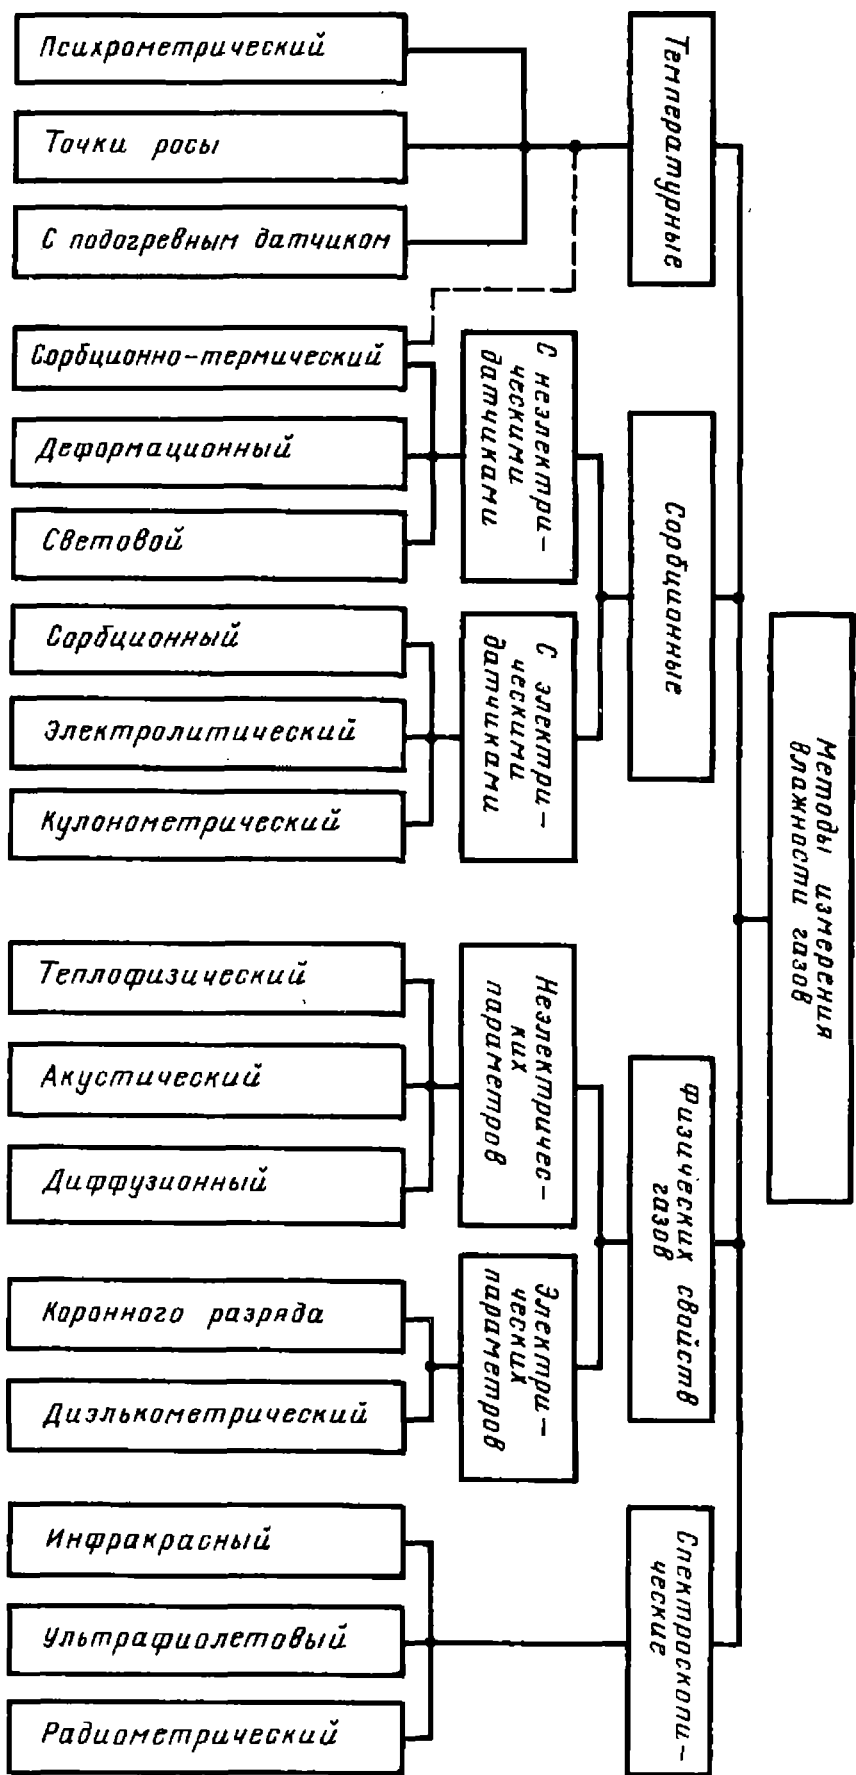 Методы измерения
влажности газов
Температурные
Психрометрический
Точки росы
С подогревным датчиком
Сорбционные
С неэлектри-
ческими
датчиками
Сорбционно-термический
Деформационный
Световой
С электри-
ческими
датчиками
Сорбционный
Электролитический
Кулонометрический
Физических свойств
газов
Неэлектричес-
ких
параметров
Теплофизический
Акустический
Диффузионный
Электри-
ческих
параметров
Коронного разряда
Диэлькометрический
Спектроскопи-
ческие
Инфракрасный
Ультрафиолетовый
Радиометрический